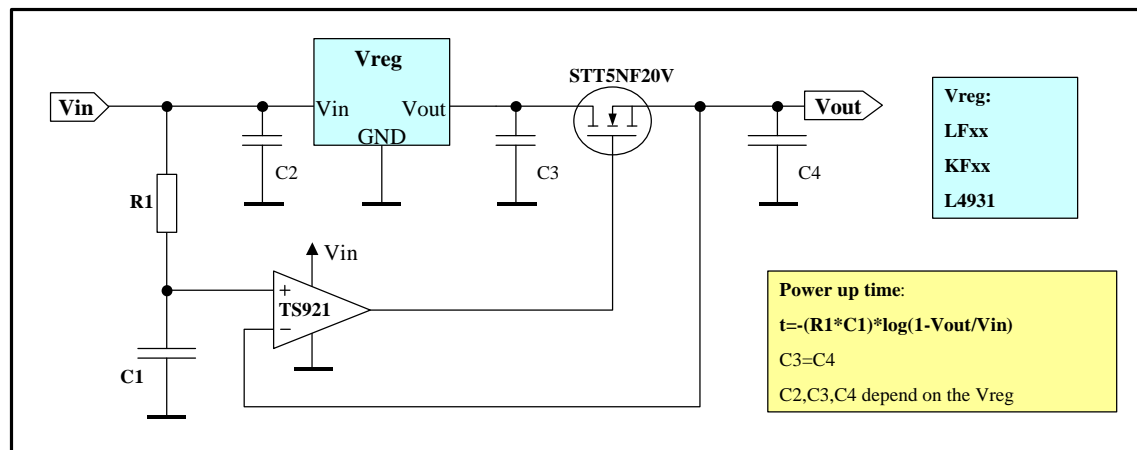 Vreg
STT5NF20V
Vin
Vin
Vout
GND
Vout
C2
C3
C4
R1
Vin
+
TS921
−
C1
Vreg:
LFxx
KFxx
L4931
Power up time:
t=-(R1*C1)*log(1-Vout/Vin)
C3=C4
C2,C3,C4 depend on the Vreg